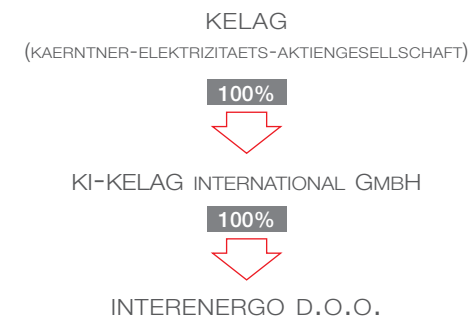 KELAG
(KAERNTNER-ELEKTRIZITAETS-AKTIENGESELLSCHAFT)
100%
KI-KELAG INTERNATIONAL GMBH
100%
INTERENERGO D.O.O.